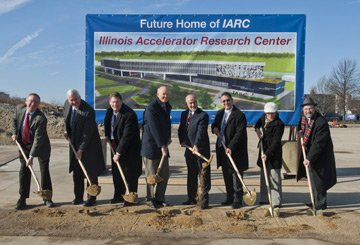 Future Home of IARC
Illinois Accelerator Research Center